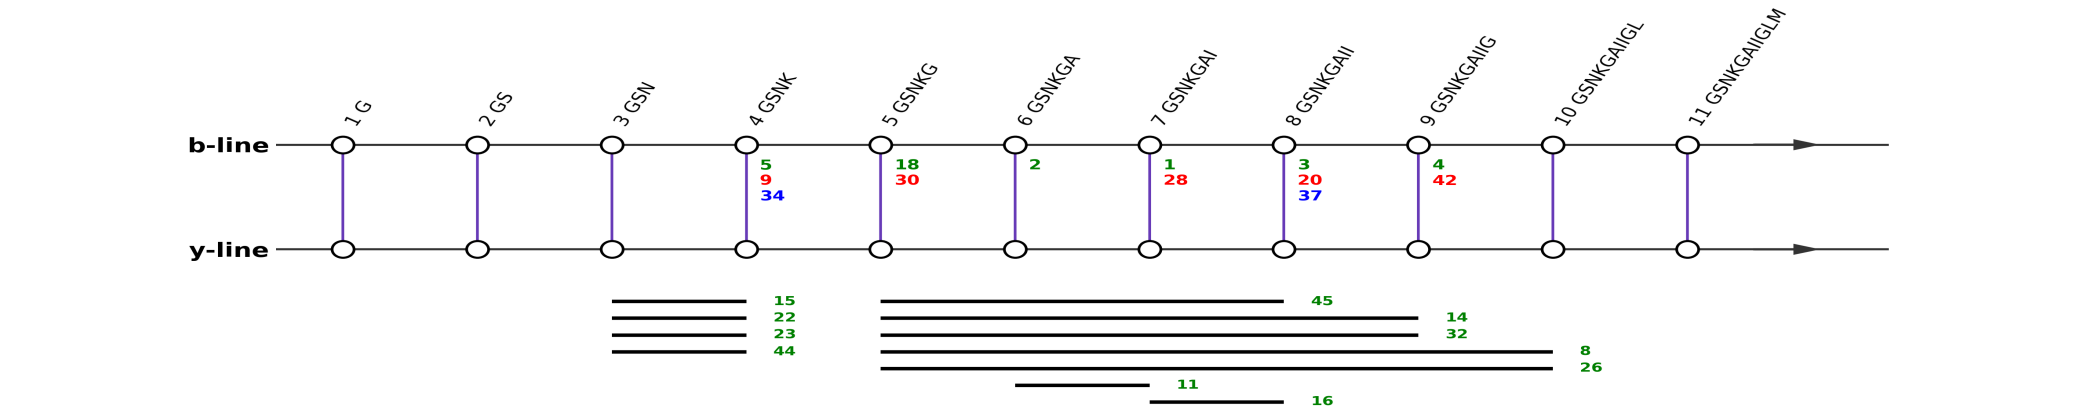 1 G
2 GS
3 GSN
4 GSNK
5 GSNKG
6 GSNKGA
7 GSNKGAI
8 GSNKGAII
9 GSNKGAIIG
10 GSNKGAIIGL
11 GSNKGAIIGLM
b-line
5 18 2 1 3 4
9 30 28 20 42
34 37
y-line
15 45
22 14
23 32
44 8
26
11
16